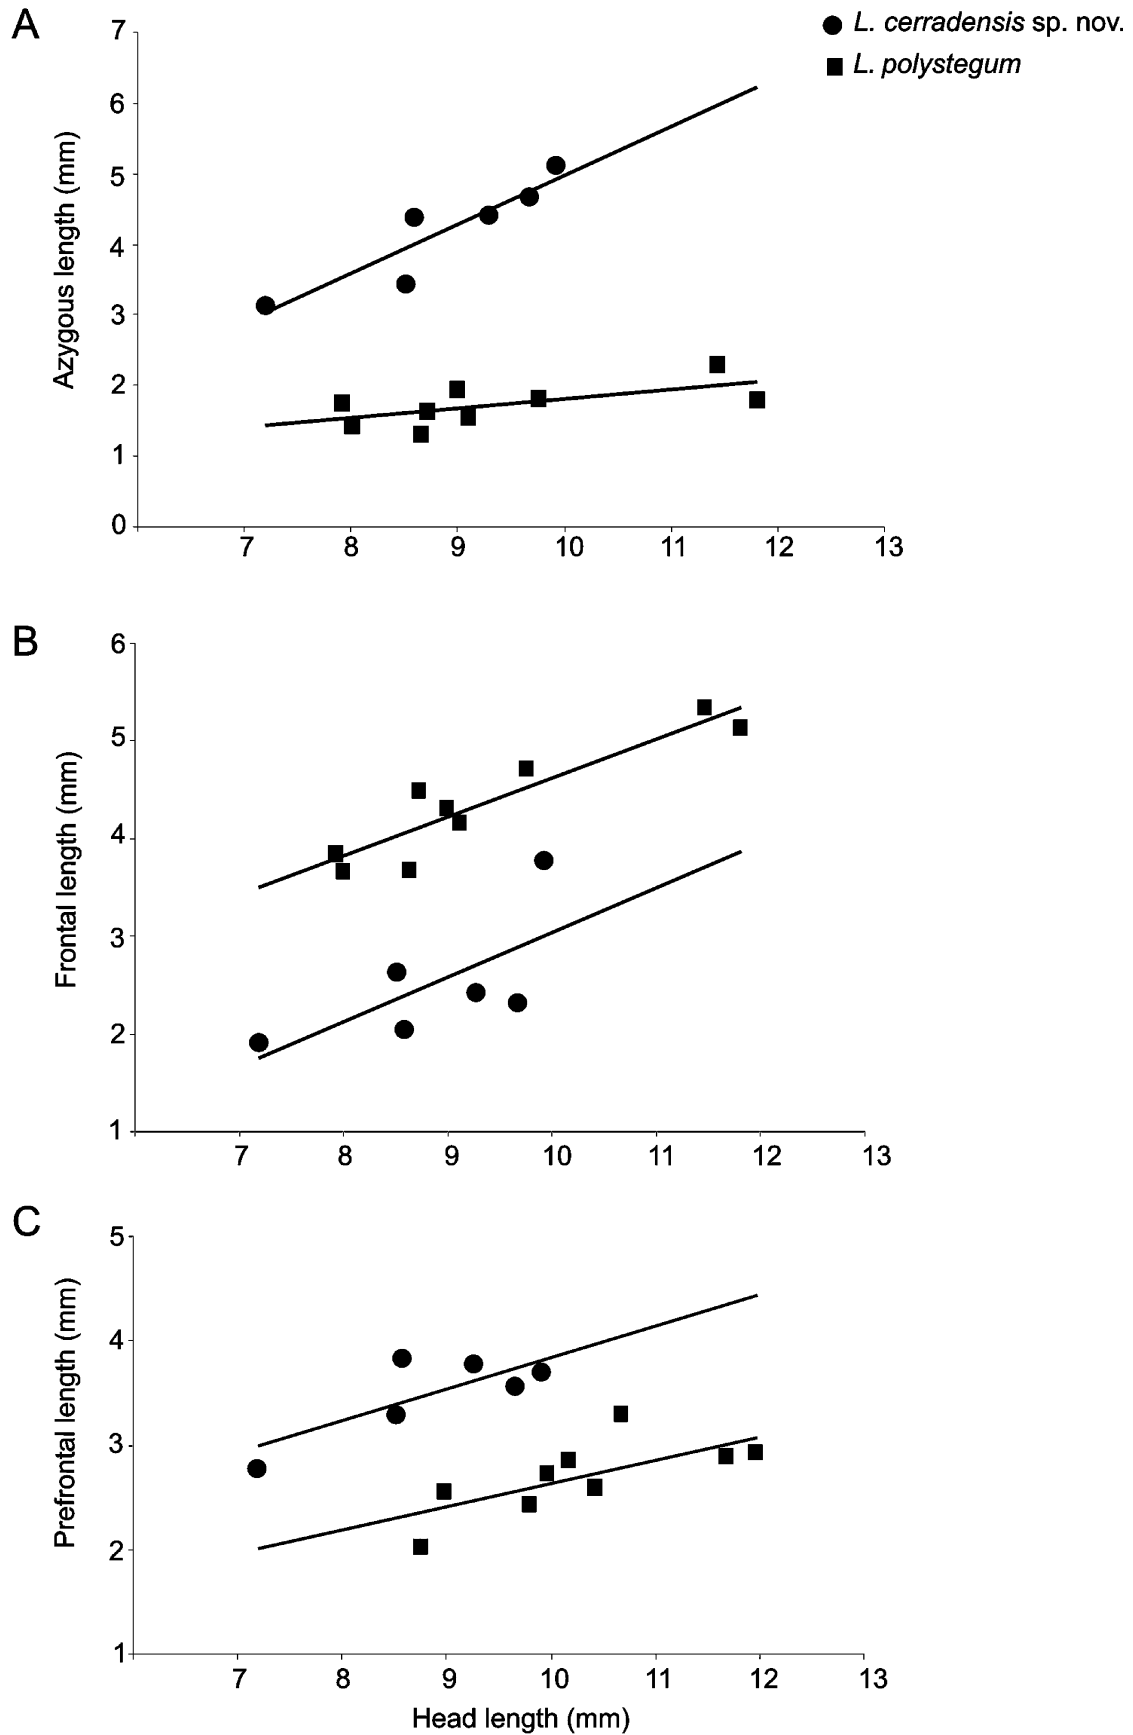 A
L. cerradensis sp. nov.
L. polystegum
7
6
5
4
3
2
1
0
Azygous length (mm)
7 8 9 10 11 12 13
B
6
5
4
3
2
1
Frontal length (mm)
7 8 9 10 11 12 13
C
5
4
3
2
1
Prefrontal length (mm)
7 8 9 10 11 12 13
Head length (mm)